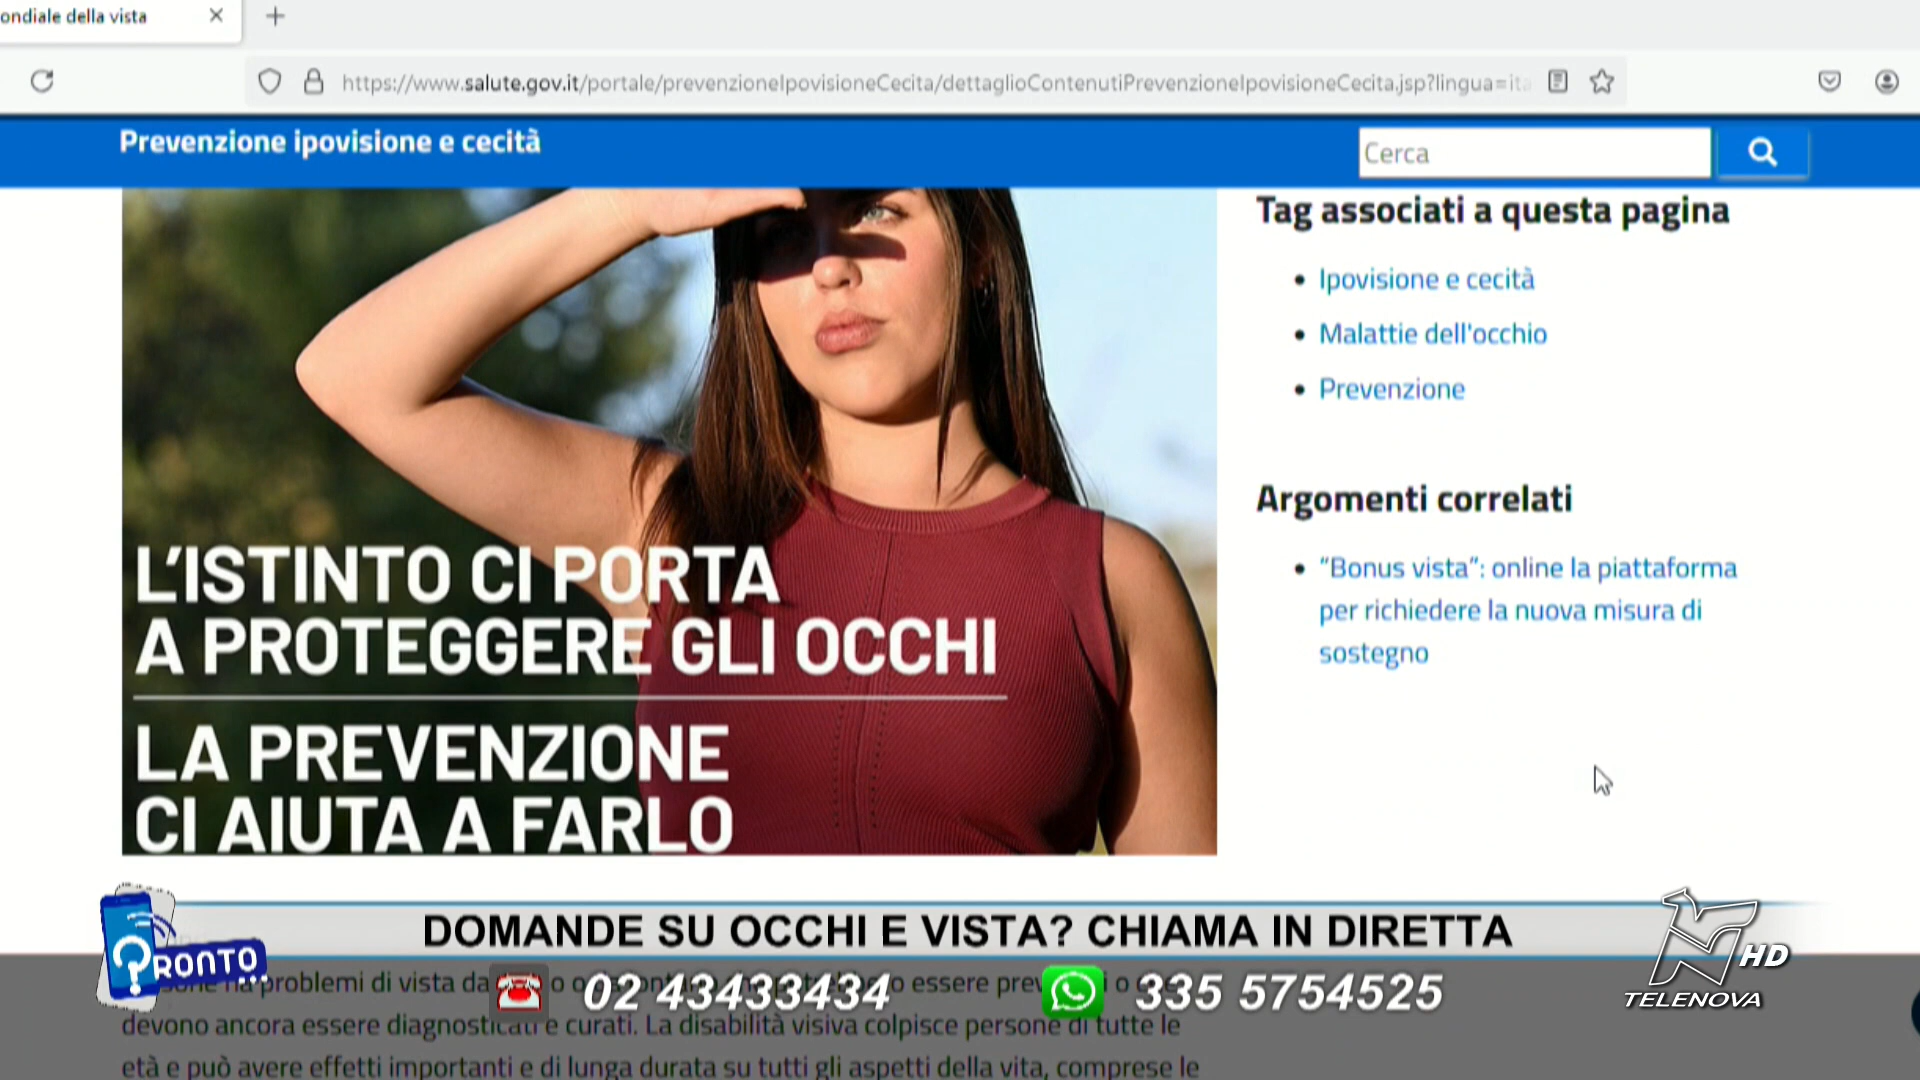 ondiale della vista
https://www.salute.gov.it/portale/prevenzioneIpovisioneCecita/dettaglioContenutiPrevenzioneIpovisioneCecita.jsp?lingua=ita
Prevenzione ipovisione e cecità
Cerca
Tag associati a questa pagina
Ipovisione e cecità
Malattie dell'occhio
Prevenzione
Argomenti correlati
“Bonus vista”: online la piattaforma
per richiedere la nuova misura di
sostegno
L’ISTINTO CI PORTA
A PROTEGGERE GLI OCCHI
LA PREVENZIONE
CI AIUTA A FARLO
PRONTO...
DOMANDE SU OCCHI E VISTA? CHIAMA IN DIRETTA
02 43433434
335 5754525
HD
TELENOVA
ha problemi di vista da essere
devono ancora essere diagnosticati e curati. La disabilità visiva colpisce persone di tutte le
età e può avere effetti importanti e di lunga durata su tutti gli aspetti della vita, comprese le